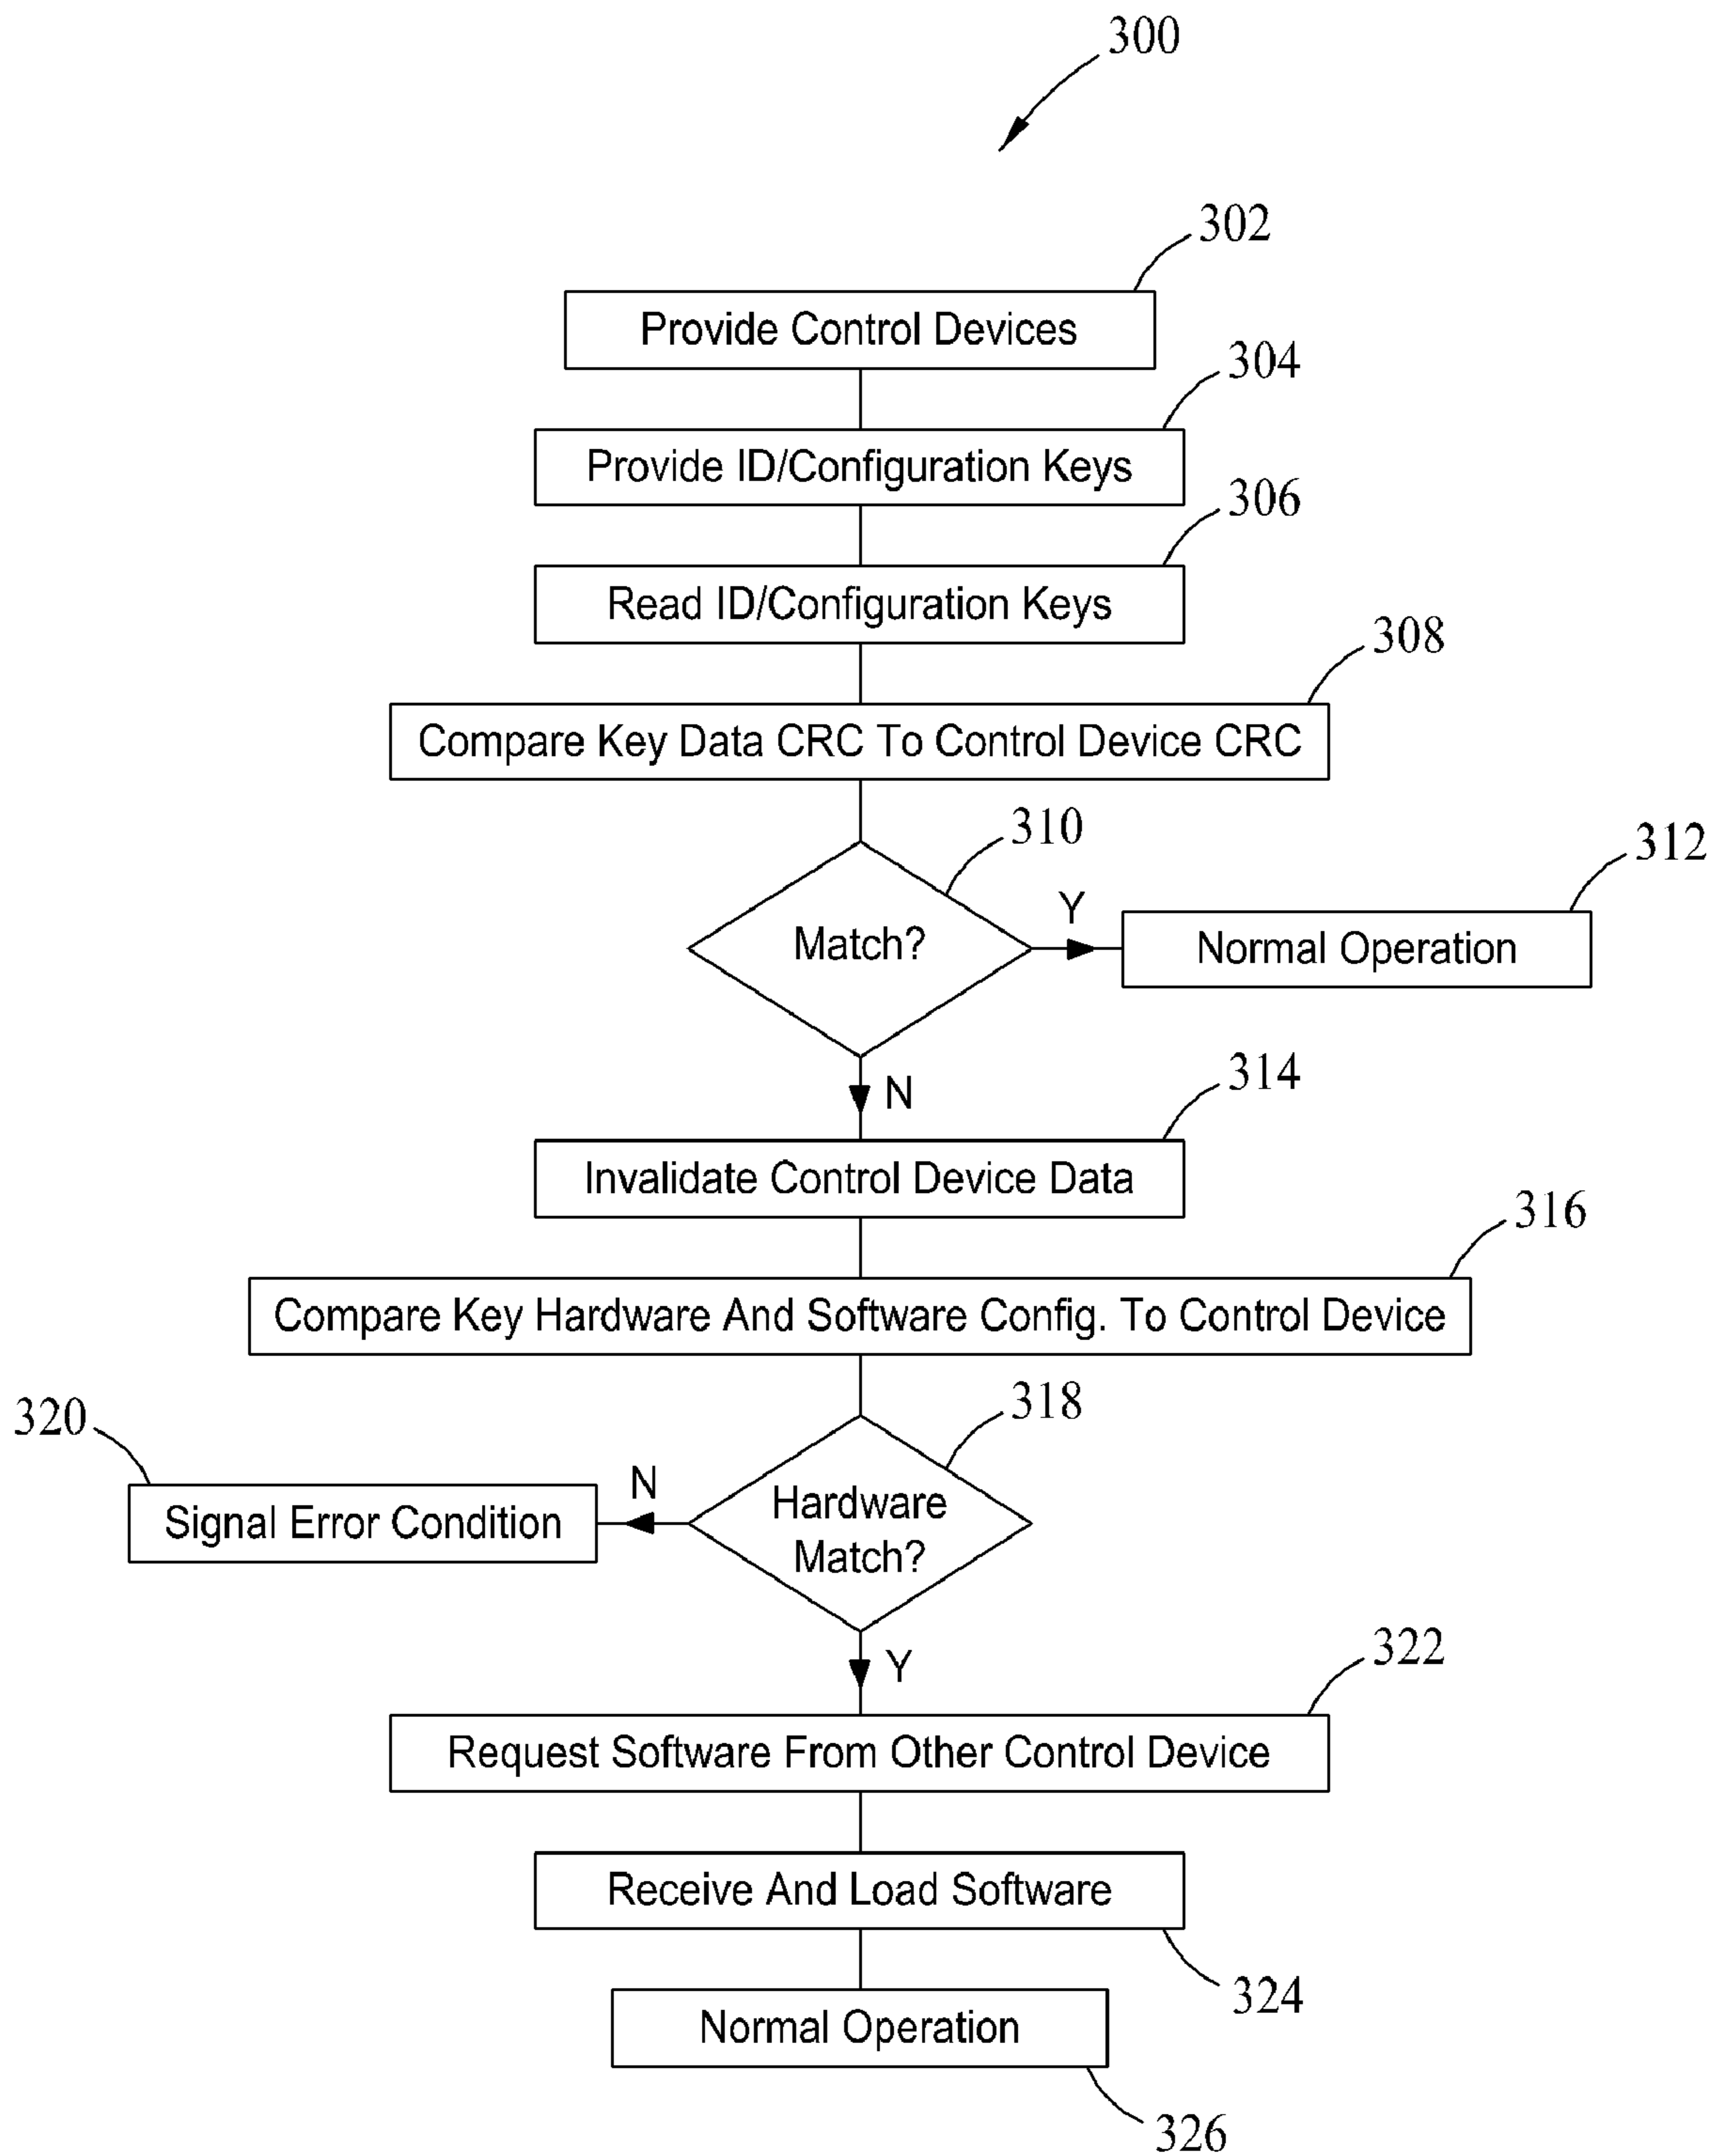 300
302
Provide Control Devices
304
Provide ID/Configuration Keys
306
Read ID/Configuration Keys
308
Compare Key Data CRC To Control Device CRC
310
312
Match?
Y
Normal Operation
N
314
Invalidate Control Device Data
316
Compare Key Hardware And Software Config. To Control Device
318
320
Signal Error Condition
N
Hardware
Match?
Y
322
Request Software From Other Control Device
Receive And Load Software
324
Normal Operation
326